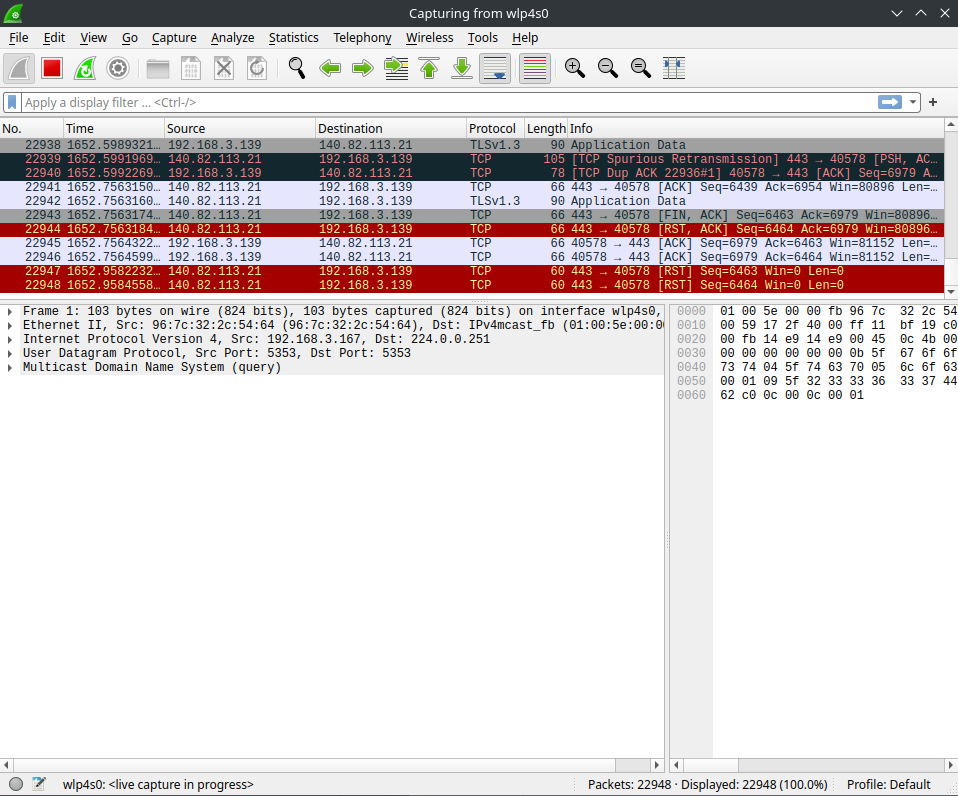 Capturing from wlp4s0
File Edit View Go Capture Analyze Statistics Telephony Wireless Tools Help
Apply a display filter ... <Ctrl-/>
No. Time Source Destination Protocol Length Info
22938 1652.5989321… 192.168.3.139 140.82.113.21 TLSv1.3 90 Application Data
22939 1652.5991969… 140.82.113.21 192.168.3.139 TCP 105 [TCP Spurious Retransmission] 443 → 40578 [PSH, AC…
22940 1652.5992269… 192.168.3.139 140.82.113.21 TCP 78 [TCP Dup ACK 22936#1] 40578 → 443 [ACK] Seq=6979 A…
22941 1652.7563150… 140.82.113.21 192.168.3.139 TCP 66 443 → 40578 [ACK] Seq=6439 Ack=6954 Win=80896 Len=…
22942 1652.7563160… 140.82.113.21 192.168.3.139 TLSv1.3 90 Application Data
22943 1652.7563174… 140.82.113.21 192.168.3.139 TCP 66 443 → 40578 [FIN, ACK] Seq=6463 Ack=6979 Win=80896…
22944 1652.7563184… 140.82.113.21 192.168.3.139 TCP 66 443 → 40578 [RST, ACK] Seq=6464 Ack=6979 Win=80896…
22945 1652.7564322… 192.168.3.139 140.82.113.21 TCP 66 40578 → 443 [ACK] Seq=6979 Ack=6463 Win=81152 Len=…
22946 1652.7564599… 192.168.3.139 140.82.113.21 TCP 66 40578 → 443 [ACK] Seq=6979 Ack=6464 Win=81152 Len=…
22947 1652.9582232… 140.82.113.21 192.168.3.139 TCP 60 443 → 40578 [RST] Seq=6463 Win=0 Len=0
22948 1652.9584558… 140.82.113.21 192.168.3.139 TCP 60 443 → 40578 [RST] Seq=6464 Win=0 Len=0
Frame 1: 103 bytes on wire (824 bits), 103 bytes captured (824 bits) on interface wlp4s0,
Ethernet II, Src: 96:7c:32:2c:54:64 (96:7c:32:2c:54:64), Dst: IPv4mcast_fb (01:00:5e:00:0
Internet Protocol Version 4, Src: 192.168.3.167, Dst: 224.0.0.251
User Datagram Protocol, Src Port: 5353, Dst Port: 5353
Multicast Domain Name System (query)
0000 01 00 5e 00 00 fb 96 7c 32 2c 54
0010 00 59 17 2f 40 00 ff 11 bf 19 c0
0020 00 fb 14 e9 14 e9 00 45 0c 4b 00
0030 00 00 00 00 00 00 0b 5f 67 6f 6f
0040 73 74 04 5f 74 63 70 05 6c 6f 63
0050 00 01 09 5f 32 33 33 36 33 37 44
0060 62 c0 0c 00 0c 00 01
wlp4s0: <live capture in progress>
Packets: 22948 · Displayed: 22948 (100.0%)
Profile: Default